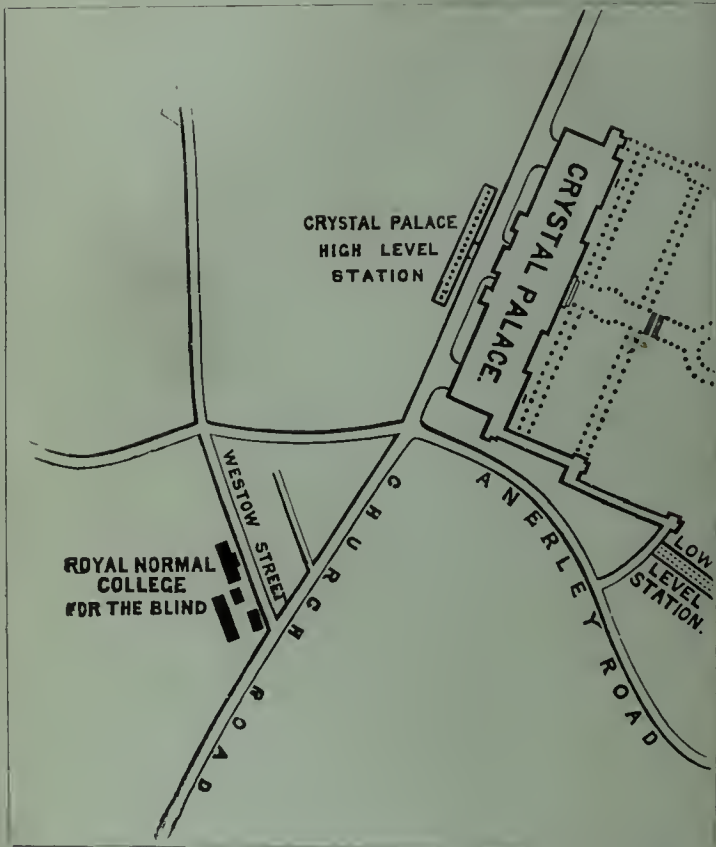 CRYSTAL PALACE
HIGH LEVEL
STATION
CRYSTAL PALACE.
WESTOW STREET
CHURCH ROAD
ANERLEY ROAD
LOW
LEVEL
STATION.
ROYAL NORMAL
COLLEGE
FOR THE BLIND